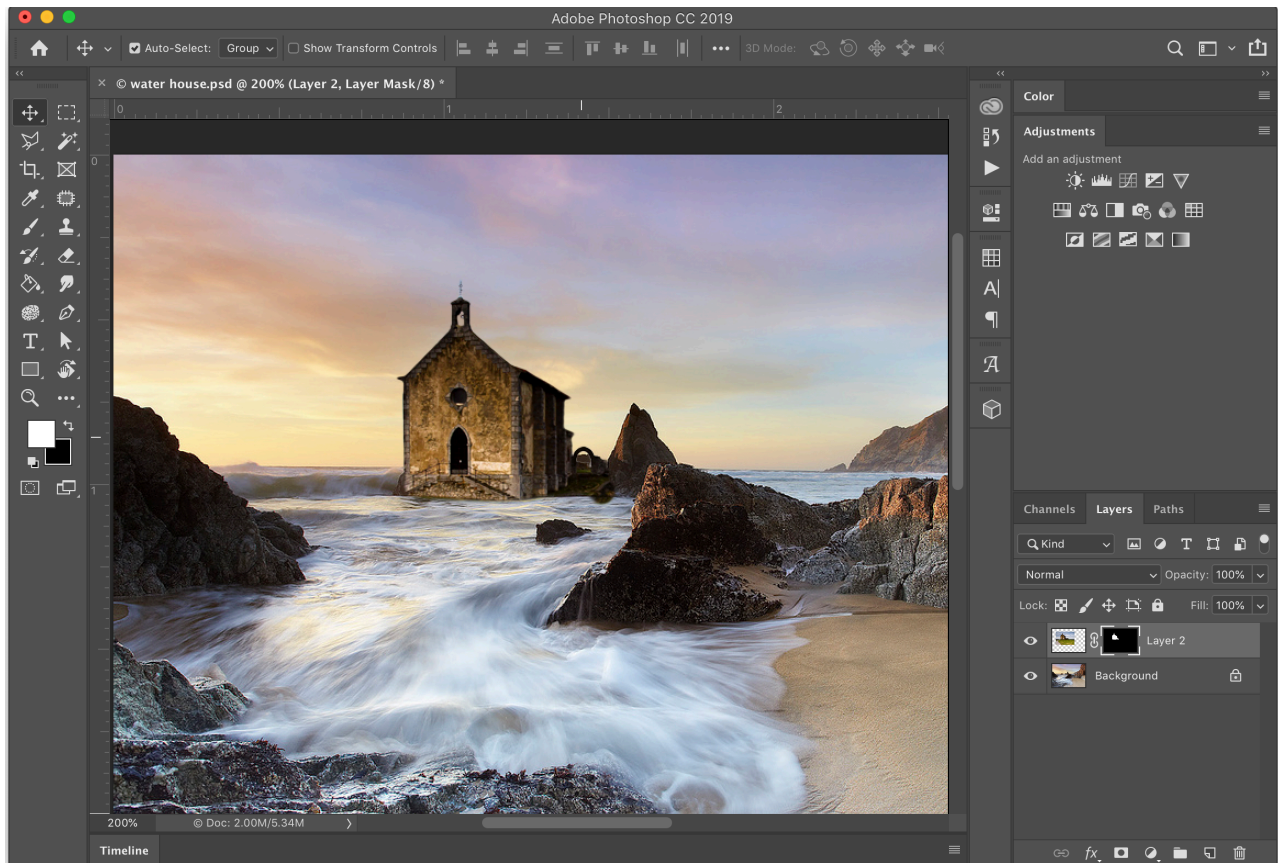 Adobe Photoshop CC 2019
Auto-Select: Group Show Transform Controls 3D Mode:
× © water house.psd @ 200% (Layer 2, Layer Mask/8) *
0 1 2
0
1
Color
Adjustments
Add an adjustment
Channels Layers Paths
Kind
Normal Opacity: 100%
Lock: Fill: 100%
Layer 2
Background
200% © Doc: 2.00M/5.34M
Timeline
fx